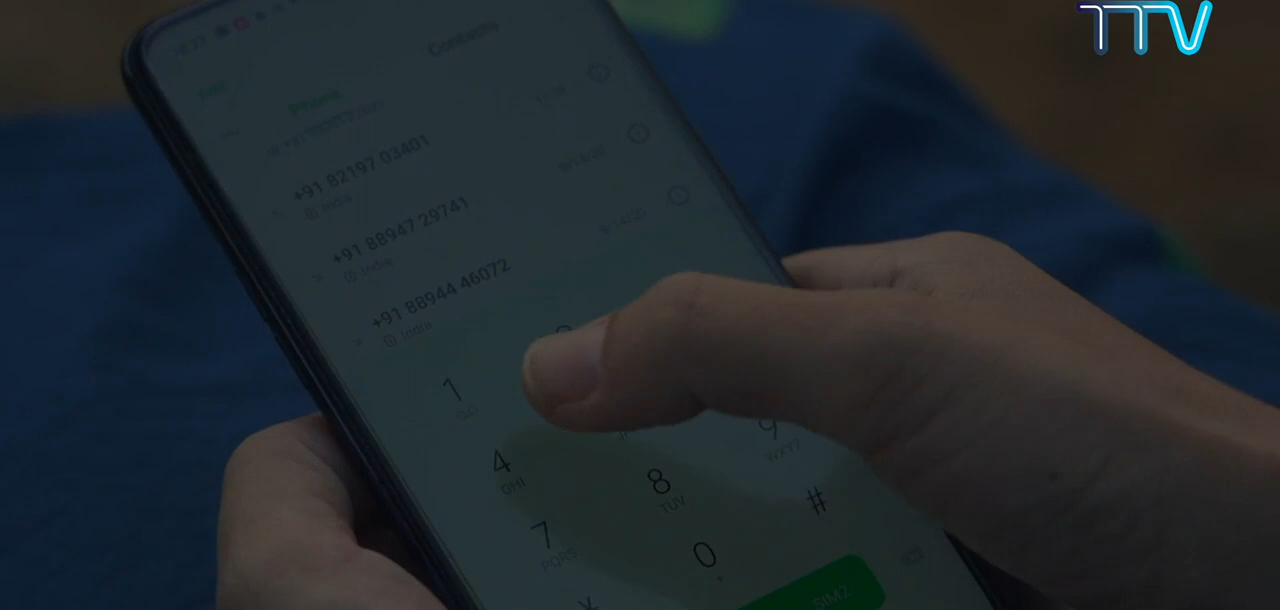 TTV
Contacts
Phone
+91 82197 03401
India
+91 88947 29741
India
+91 88944 46072
India
1
4
GHI
8
TUV
9
WXYZ
7
PQRS
0
+
#
SIM2